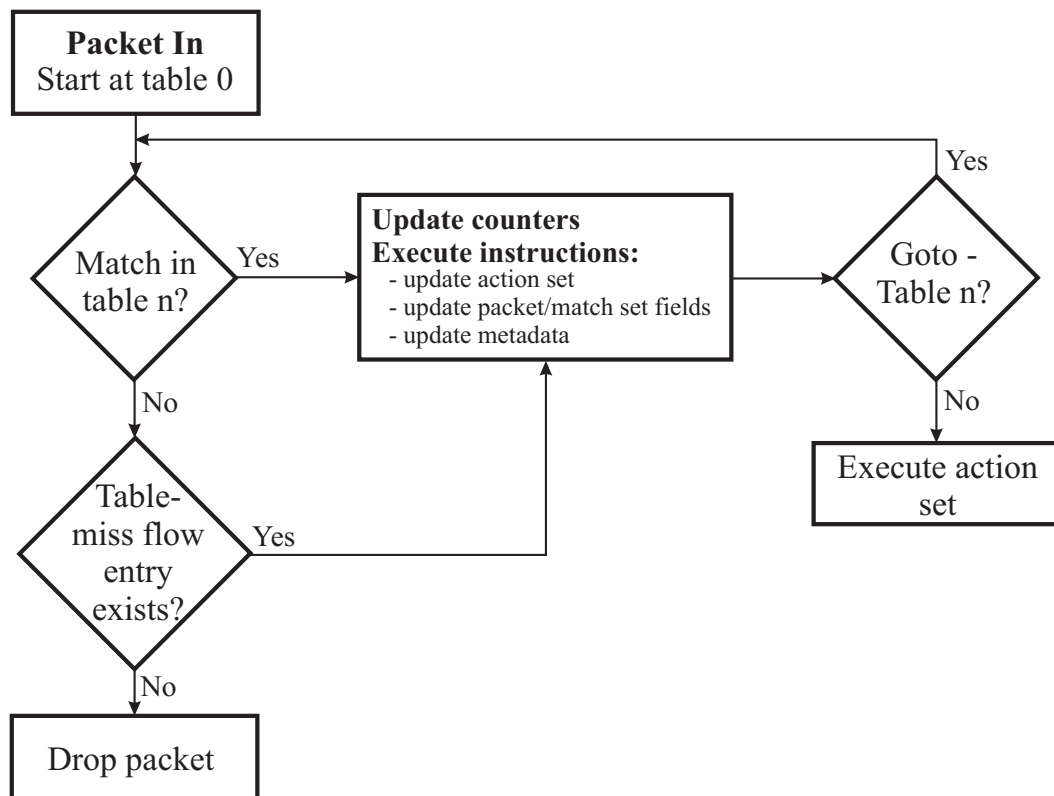 Packet In
Start at table 0
Yes
Match in
table n?
Yes
Update counters
Execute instructions:
- update action set
- update packet/match set fields
- update metadata
Goto -
Table n?
No
No
Execute action
set
Table-
miss flow
entry
exists?
Yes
No
Drop packet